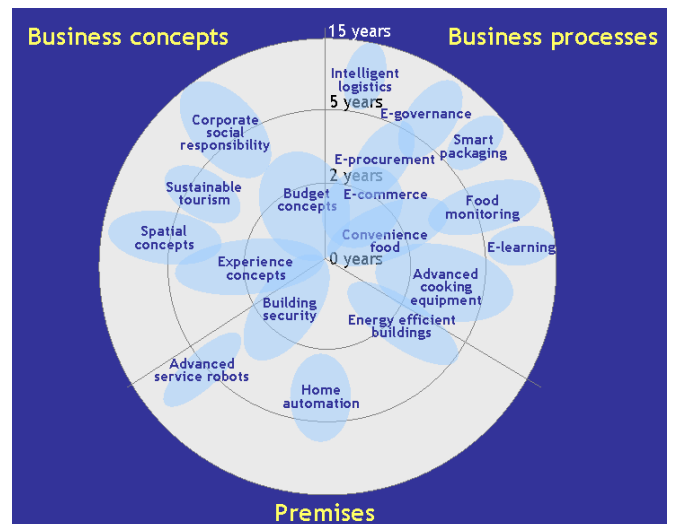 15 years
Business concepts
Business processes
Intelligent
logistics
5 years
E-governance
Corporate
social
responsibility
Smart
packaging
E-procurement
2 years
Sustainable
tourism
Budget
concepts
E-commerce
Food
monitoring
Spatial
concepts
Convenience
food
E-learning
0 years
Experience
concepts
Advanced
cooking
equipment
Building
security
Energy efficient
buildings
Advanced
service robots
Home
automation
Premises